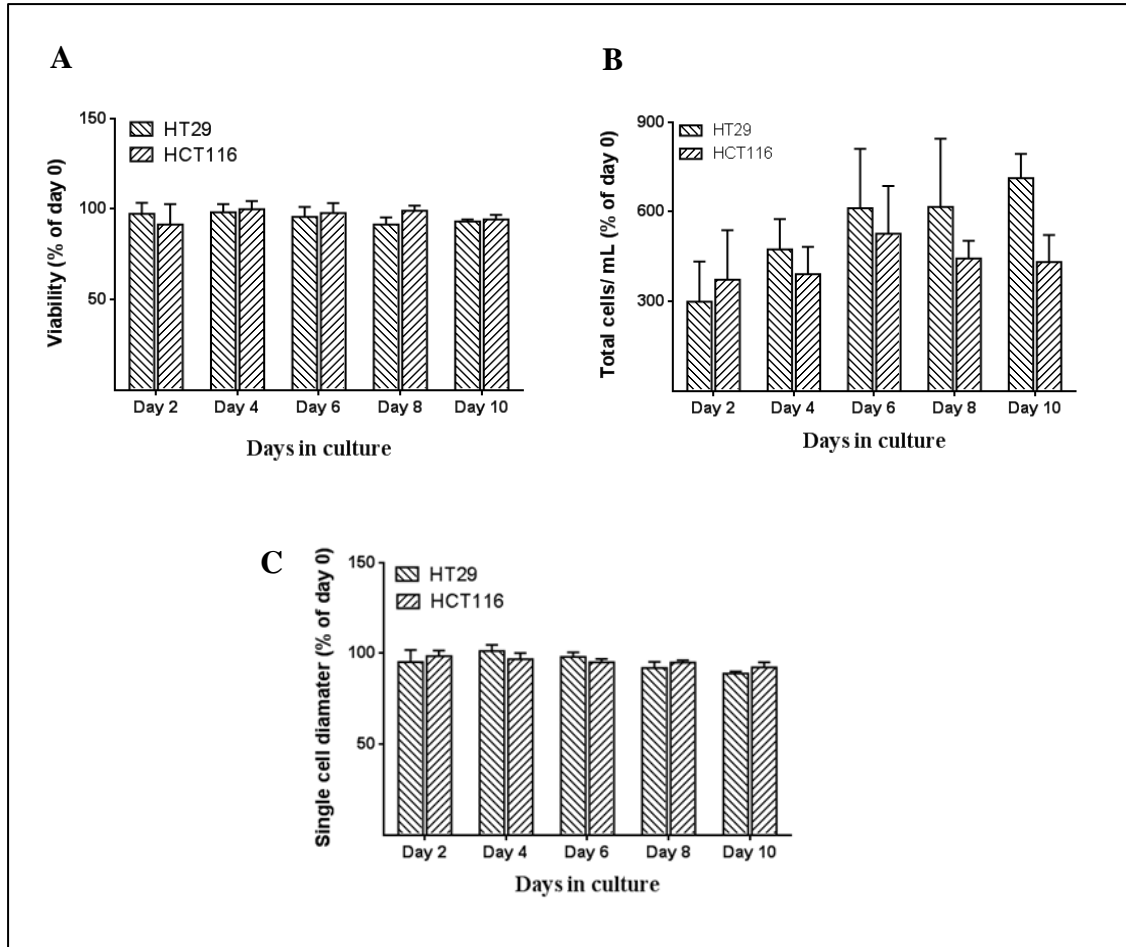 A
Viability (% of day 0)
150
100
50
HT29
HCT116
Day 2 Day 4 Day 6 Day 8 Day 10
Days in culture
B
Total cells/ mL (% of day 0)
900
600
300
HT29
HCT116
Day 2 Day 4 Day 6 Day 8 Day 10
Days in culture
C
Single cell diamater (% of day 0)
150
100
50
HT29
HCT116
Day 2 Day 4 Day 6 Day 8 Day 10
Days in culture